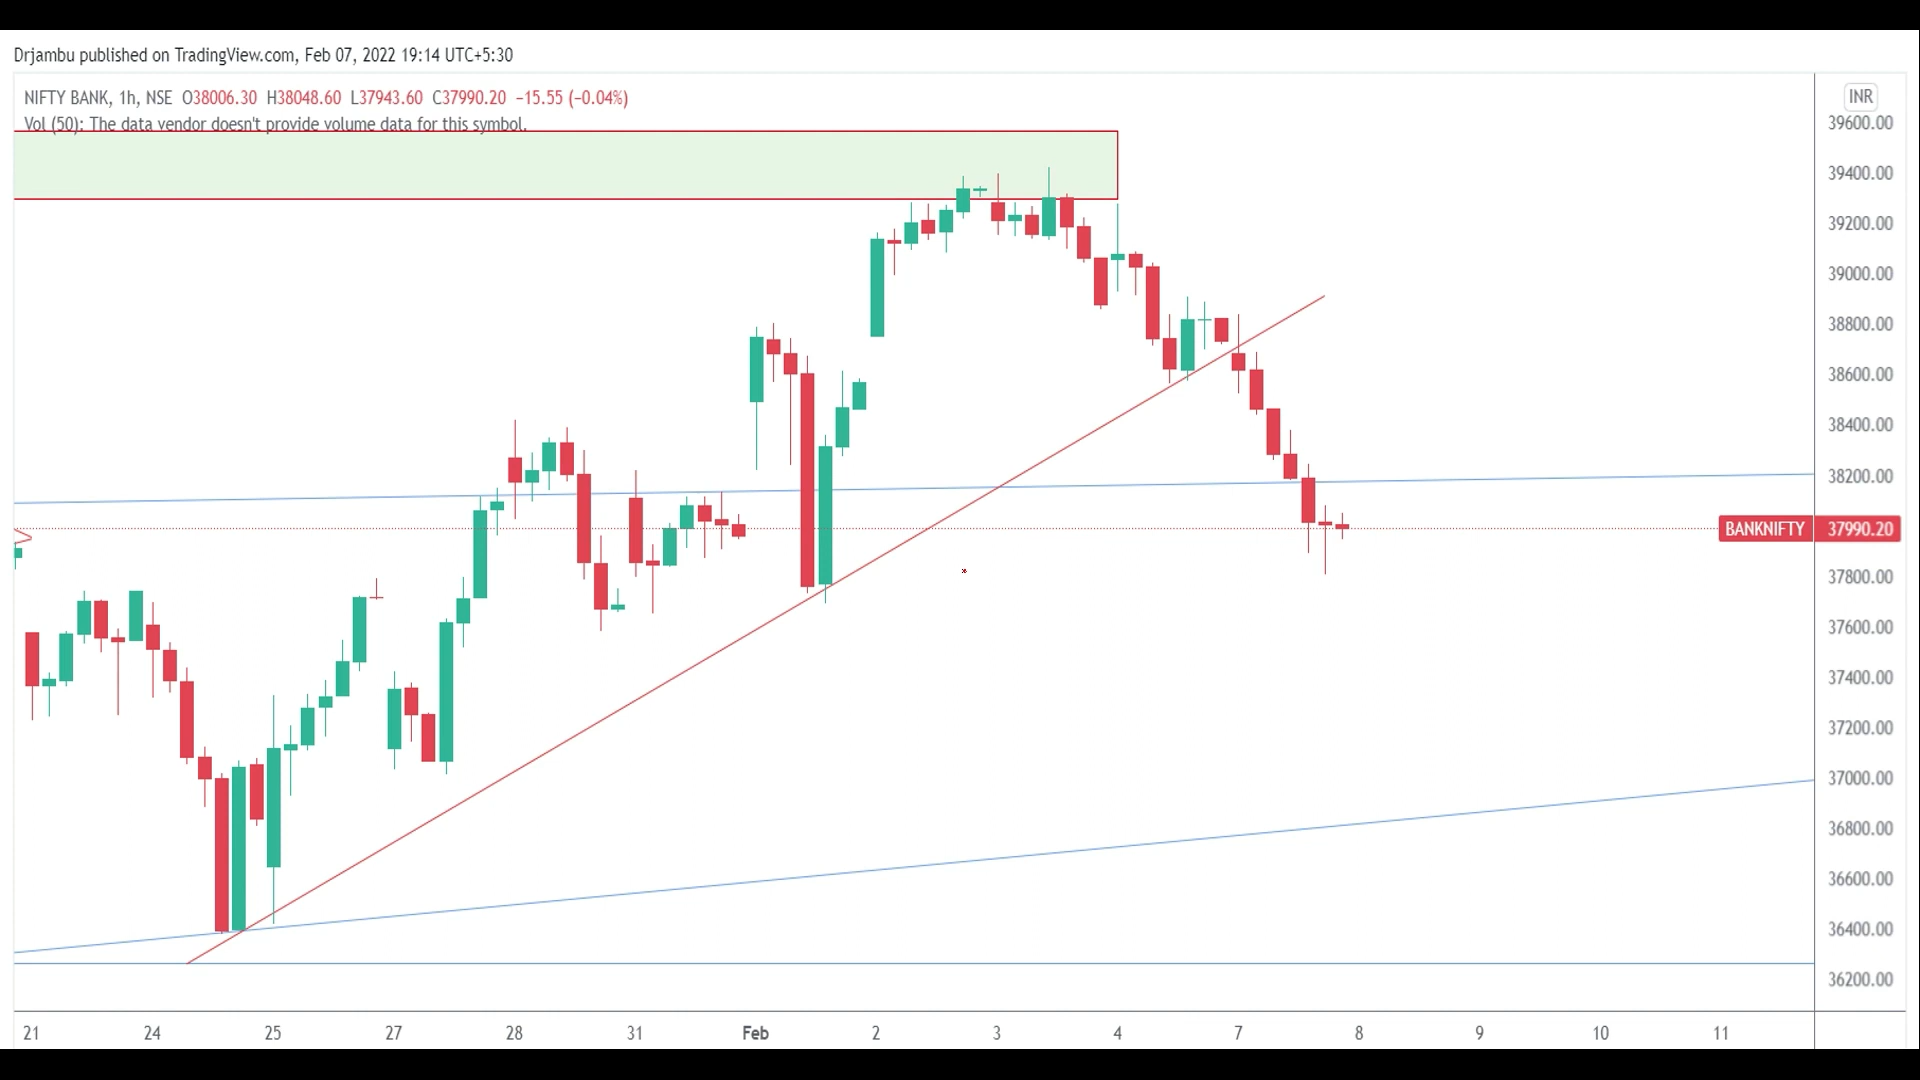 Drjambu published on TradingView.com, Feb 07, 2022 19:14 UTC+5:30
NIFTY BANK, 1h, NSE O38006.30 H38048.60 L37943.60 C37990.20 −15.55 (−0.04%)
Vol (50): The data vendor doesn't provide volume data for this symbol.
INR
39600.00
39400.00
39200.00
39000.00
38800.00
38600.00
38400.00
38200.00
BANKNIFTY 37990.20
37800.00
37600.00
37400.00
37200.00
37000.00
36800.00
36600.00
36400.00
36200.00
21 24 25 27 28 31 Feb 2 3 4 7 8 9 10 11